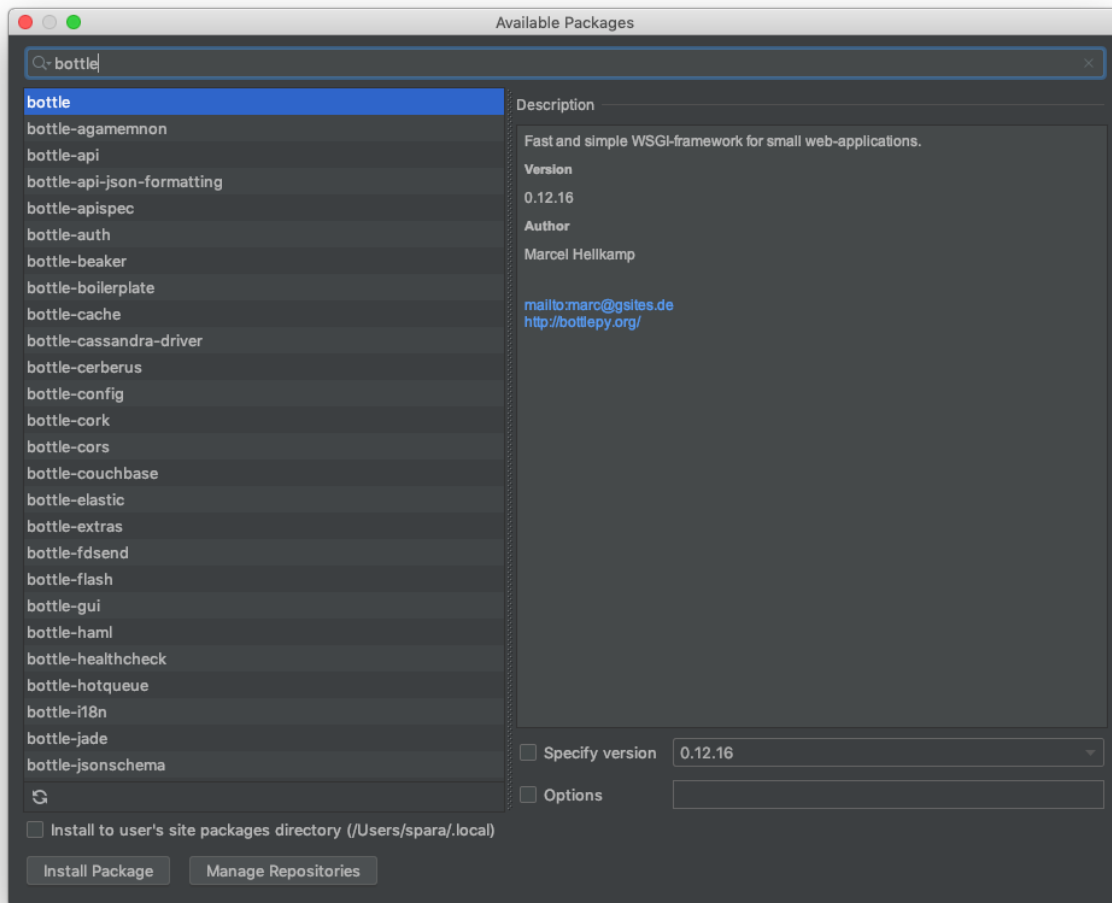 Available Packages
bottle
bottle
bottle-agamemnon
bottle-api
bottle-api-json-formatting
bottle-apispec
bottle-auth
bottle-beaker
bottle-boilerplate
bottle-cache
bottle-cassandra-driver
bottle-cerberus
bottle-config
bottle-cork
bottle-cors
bottle-couchbase
bottle-elastic
bottle-extras
bottle-fdsend
bottle-flash
bottle-gui
bottle-haml
bottle-healthcheck
bottle-hotqueue
bottle-i18n
bottle-jade
bottle-jsonschema
Description
Fast and simple WSGI-framework for small web-applications.
Version
0.12.16
Author
Marcel Hellkamp
mailto:marc@gsites.de
http://bottlepy.org/
Specify version 0.12.16
Options
Install to user's site packages directory (/Users/spara/.local)
Install Package Manage Repositories